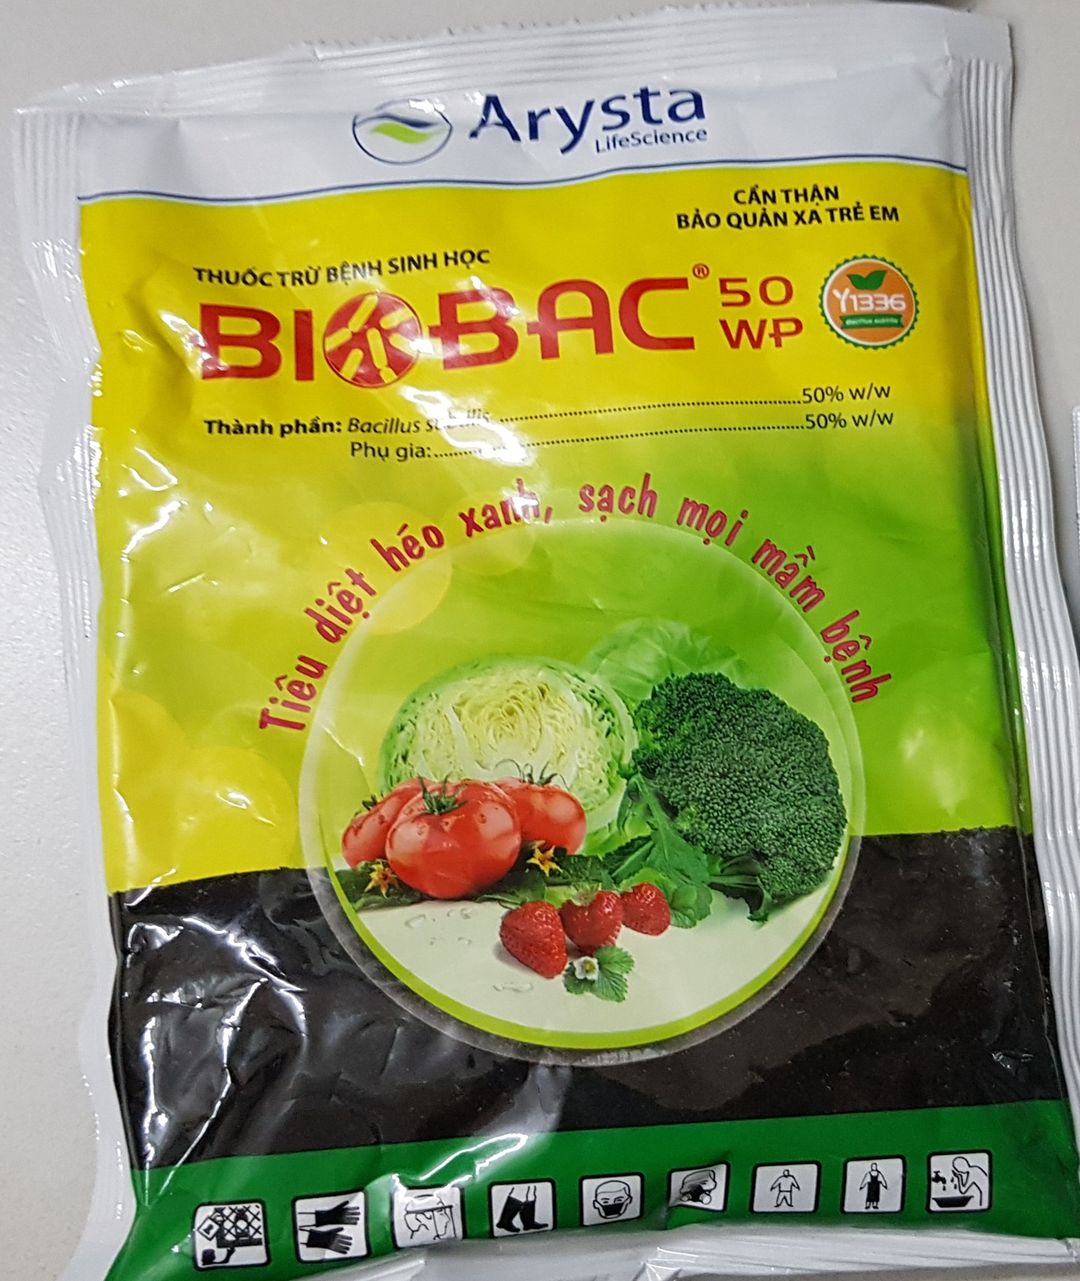 Arysta
LifeScience
CẨN THẬN
BẢO QUẢN XA TRẺ EM
THUỐC TRỪ BỆNH SINH HỌC
BIOBAC® 50 WP
Y1336
Thành phần: Bacillus subtilis ........ 50% w/w
Phụ gia: ........ 50% w/w
Tiêu diệt héo xanh, sạch mọi mầm bệnh